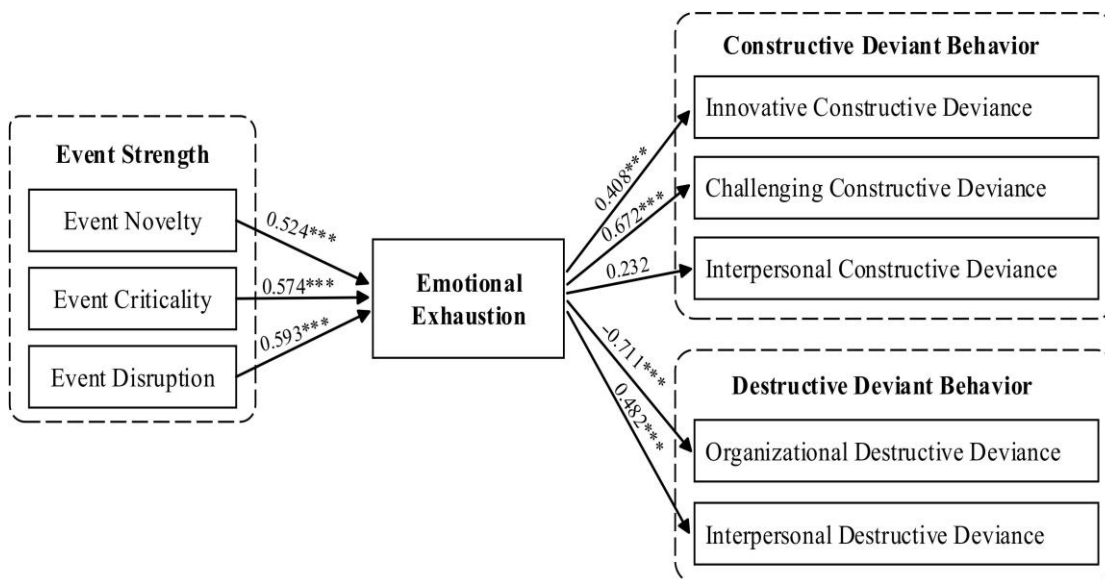 Event Strength
Event Novelty
Event Criticality
Event Disruption
0.524***
0.574***
0.593***
Emotional
Exhaustion
0.408***
0.672***
0.232
−0.711***
0.482***
Constructive Deviant Behavior
Innovative Constructive Deviance
Challenging Constructive Deviance
Interpersonal Constructive Deviance
Destructive Deviant Behavior
Organizational Destructive Deviance
Interpersonal Destructive Deviance